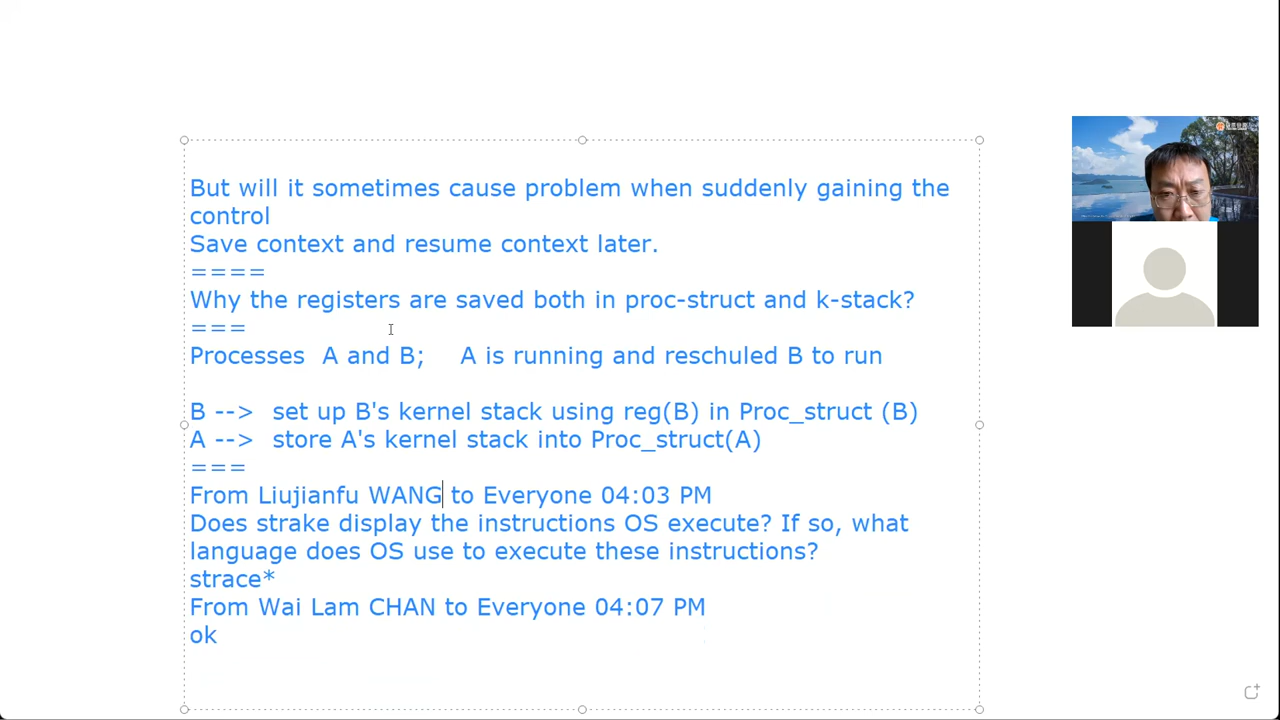 But will it sometimes cause problem when suddenly gaining the
control
Save context and resume context later.
====
Why the registers are saved both in proc-struct and k-stack?
===
Processes  A and B;    A is running and reschuled B to run
B -->  set up B's kernel stack using reg(B) in Proc_struct (B)
A -->  store A's kernel stack into Proc_struct(A)
===
From Liujianfu WANG to Everyone 04:03 PM
Does strake display the instructions OS execute? If so, what
language does OS use to execute these instructions?
strace*
From Wai Lam CHAN to Everyone 04:07 PM
ok